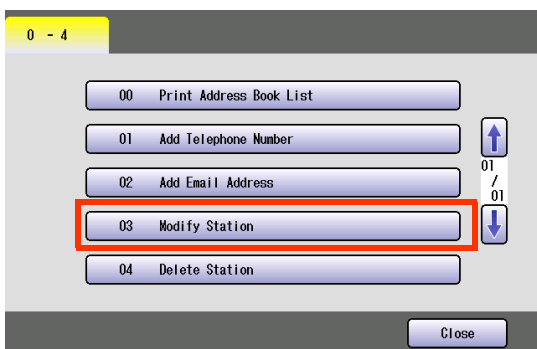 0 - 4
00 Print Address Book List
01 Add Telephone Number
02 Add Email Address
03 Modify Station
04 Delete Station
01
/
01
Close